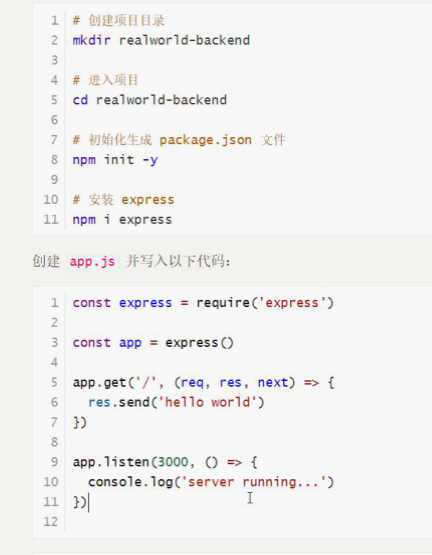 1 # 创建项目目录
2 mkdir realworld-backend
3
4 # 进入项目
5 cd realworld-backend
6
7 # 初始化生成 package.json 文件
8 npm init -y
9
10 # 安装 express
11 npm i express
创建 app.js 并写入以下代码：
1 const express = require('express')
2
3 const app = express()
4
5 app.get('/', (req, res, next) => {
6   res.send('hello world')
7 })
8
9 app.listen(3000, () => {
10   console.log('server running...')
11 })
12